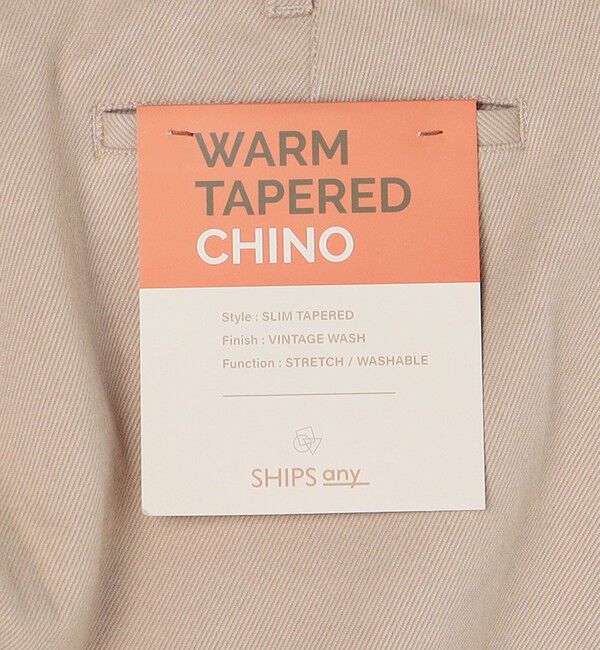 WARM
TAPERED
CHINO
Style : SLIM TAPERED
Finish : VINTAGE WASH
Function : STRETCH / WASHABLE
SHIPS any